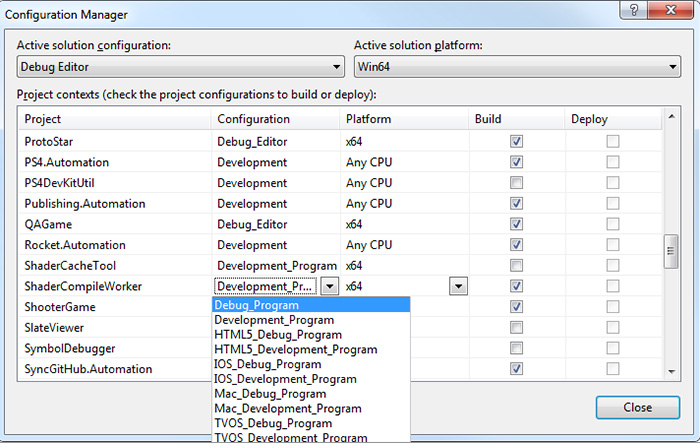 Configuration Manager
Active solution configuration: Active solution platform:
Debug Editor Win64
Project contexts (check the project configurations to build or deploy):
Project Configuration Platform Build Deploy
ProtoStar Debug_Editor x64
PS4.Automation Development Any CPU
PS4DevKitUtil Development Any CPU
Publishing.Automation Development Any CPU
QAGame Debug_Editor x64
Rocket.Automation Development Any CPU
ShaderCacheTool Development_Program x64
ShaderCompileWorker Development_Pr... x64
ShooterGame Debug_Program
SlateViewer Development_Program
SymbolDebugger HTML5_Debug_Program
SyncGitHub.Automation HTML5_Development_Program
IOS_Debug_Program
IOS_Development_Program
Mac_Debug_Program
Mac_Development_Program
TVOS_Debug_Program
TVOS_Development_Program
Close